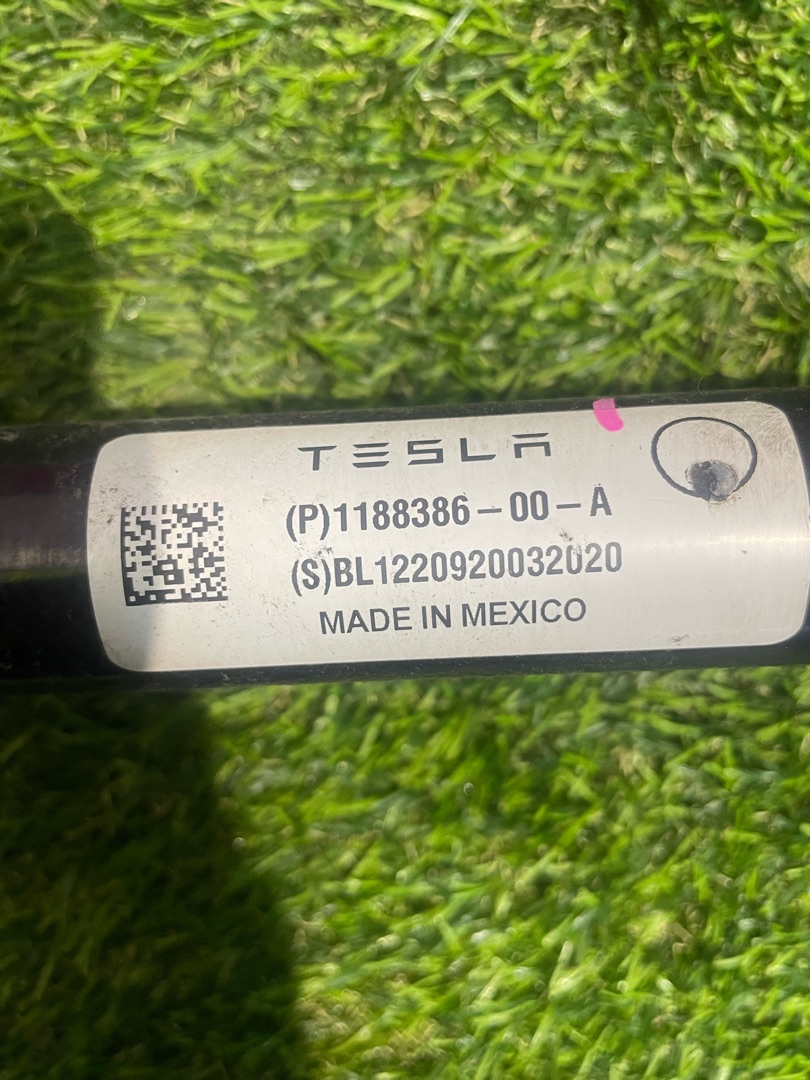 TESLA
(P)1188386-00-A
(S)BL1220920032020
MADE IN MEXICO